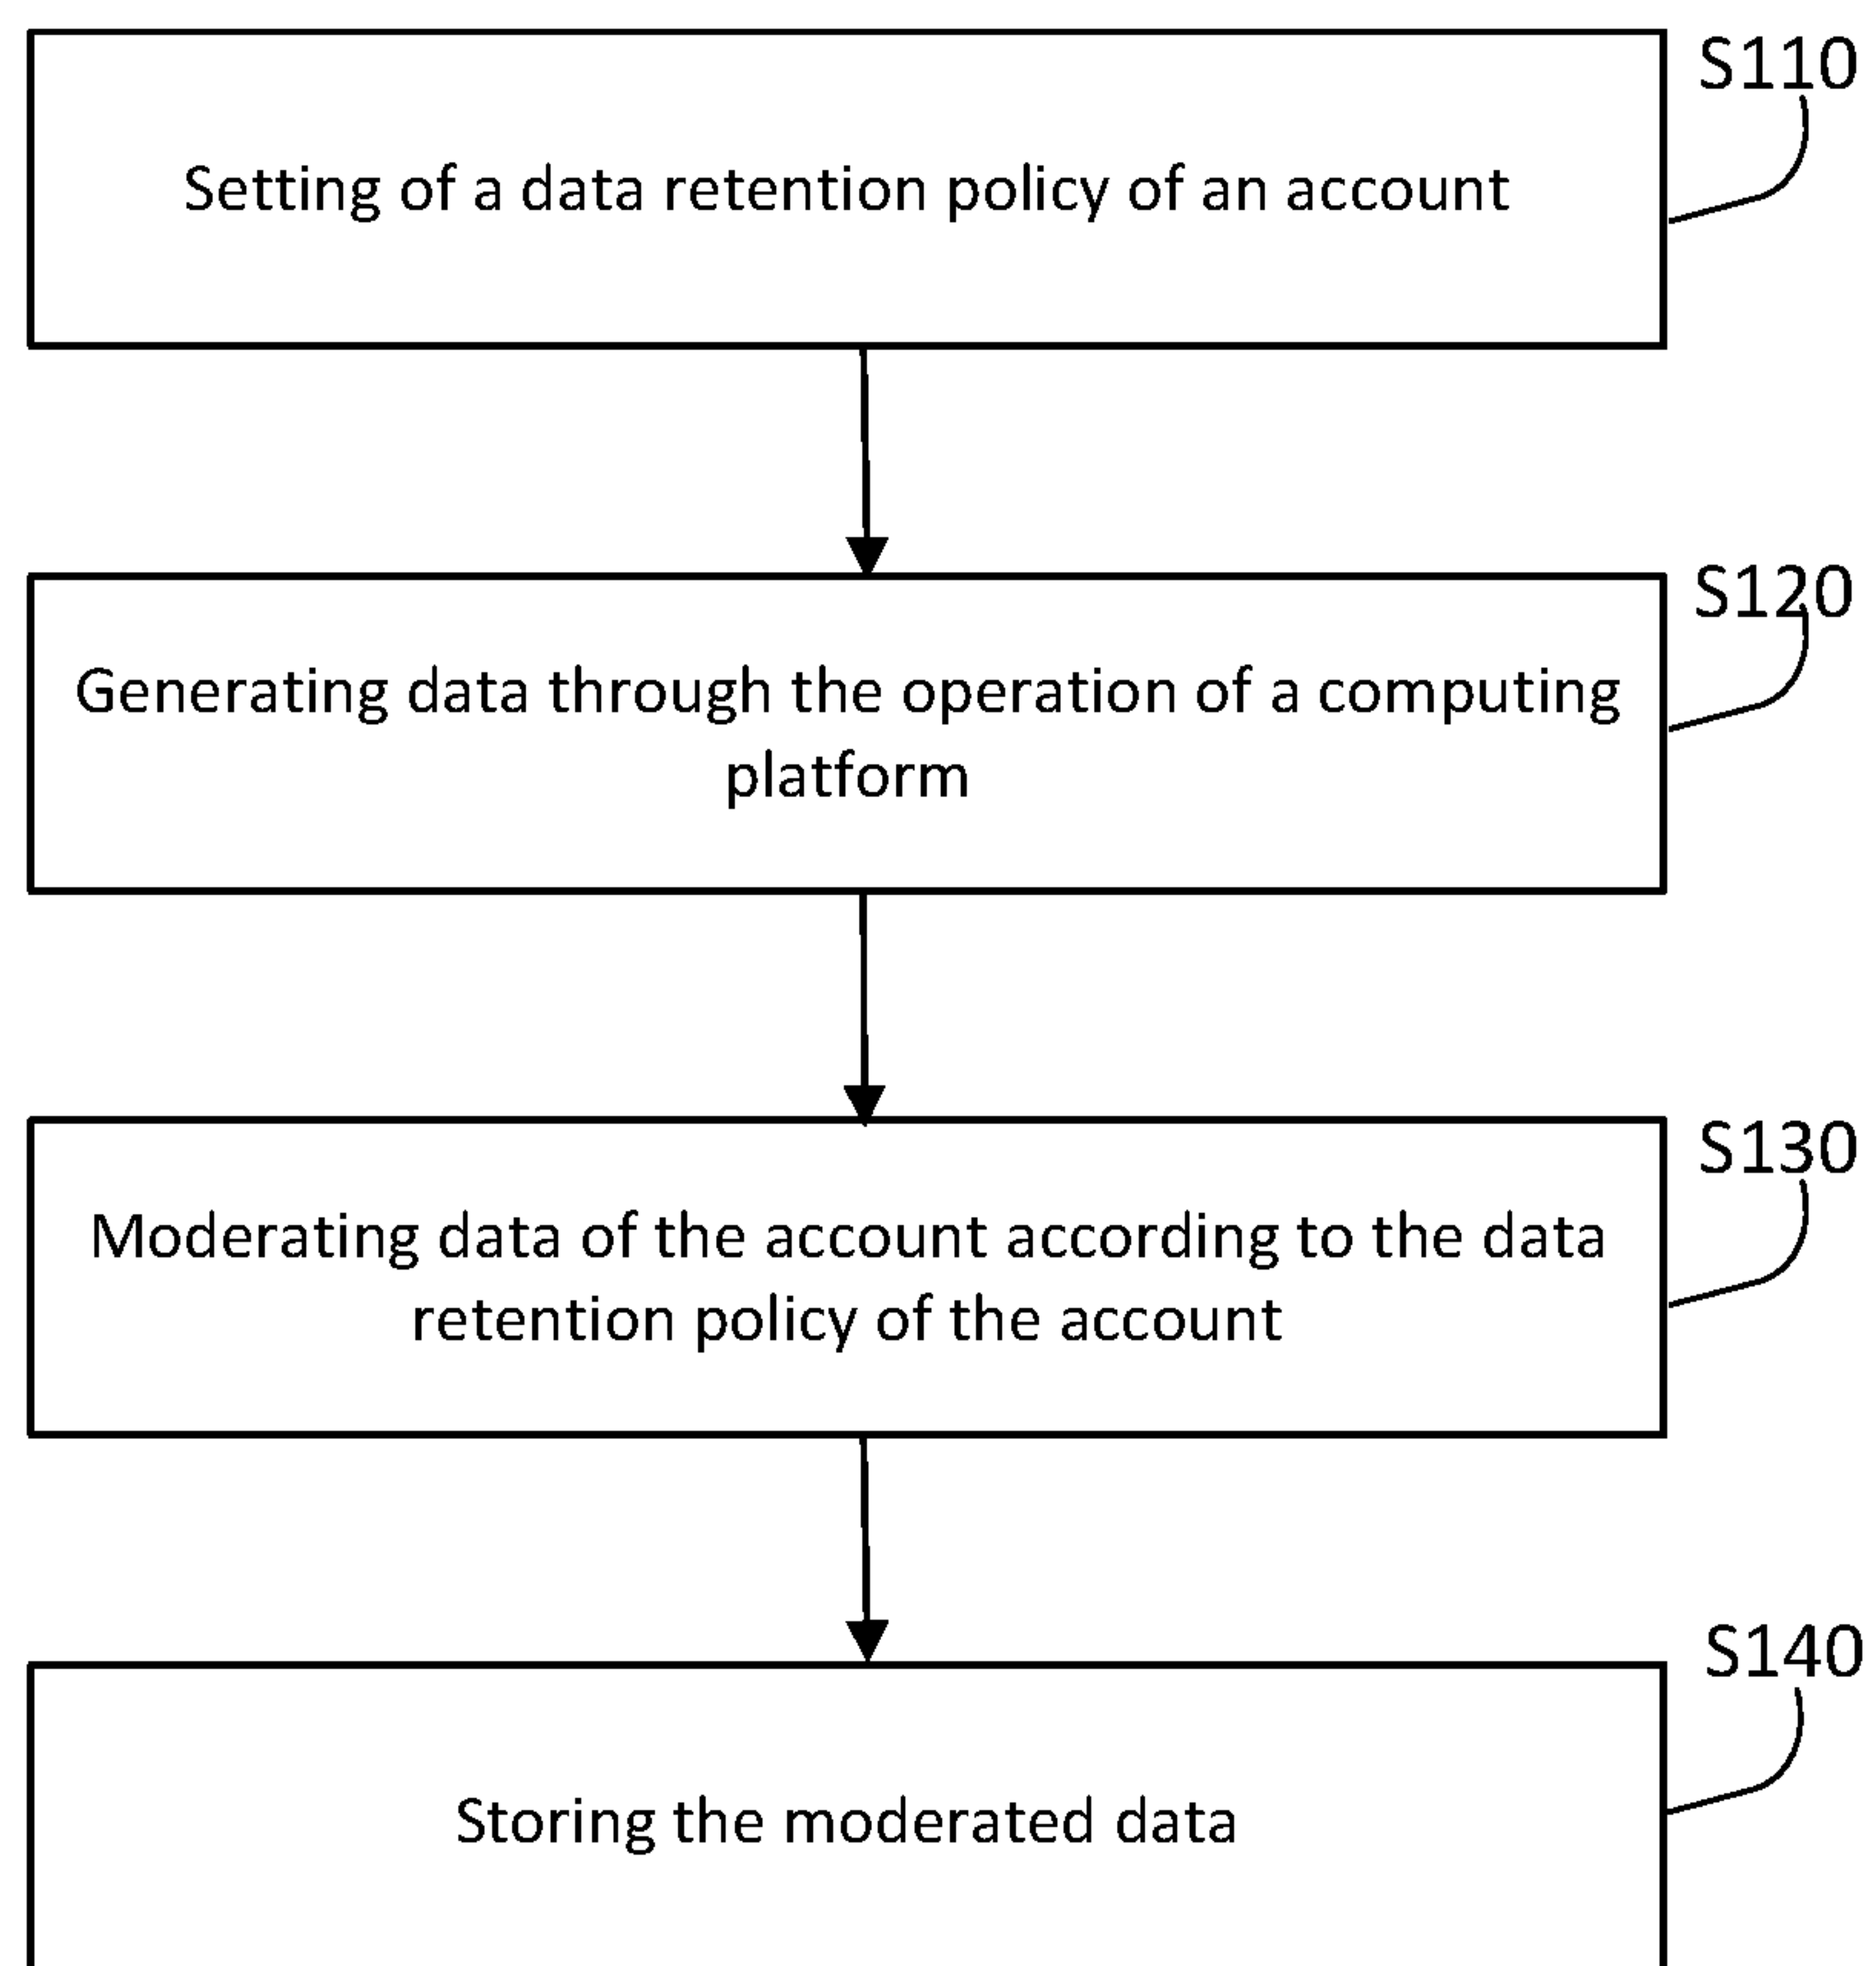 S110
Setting of a data retention policy of an account
S120
Generating data through the operation of a computing
platform
S130
Moderating data of the account according to the data
retention policy of the account
S140
Storing the moderated data